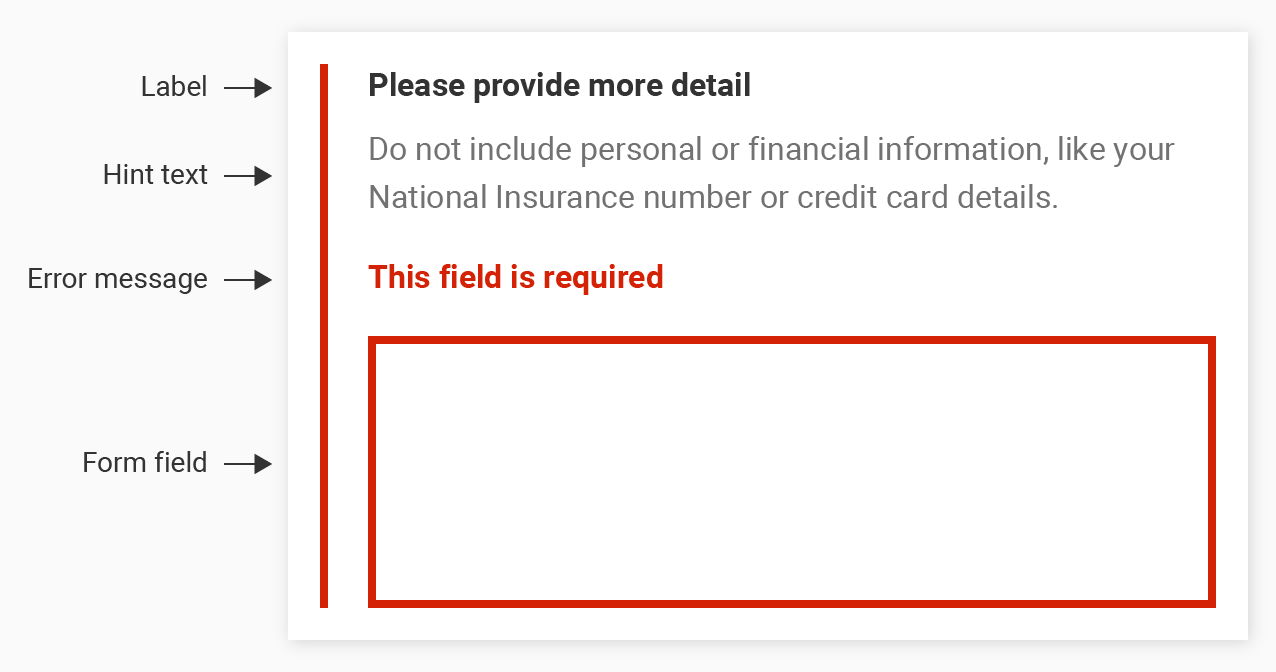 Label
Please provide more detail
Hint text
Do not include personal or financial information, like your
National Insurance number or credit card details.
Error message
This field is required
Form field